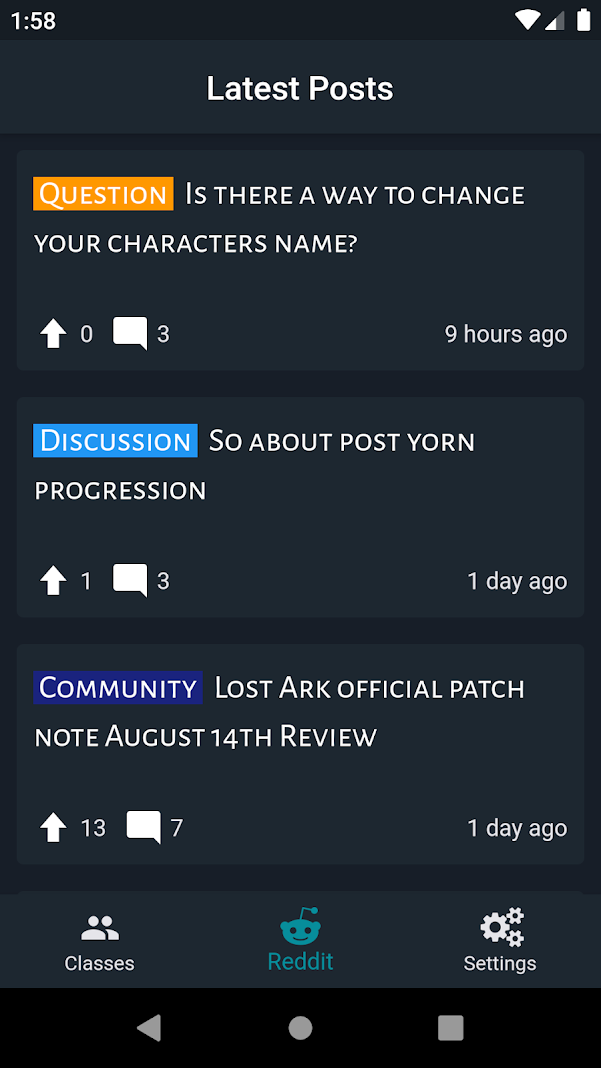 1:58
Latest Posts
Question Is there a way to change
your characters name?
0 3 9 hours ago
Discussion So about post yorn
progression
1 3 1 day ago
Community Lost Ark official patch
note August 14th Review
13 7 1 day ago
Classes Reddit Settings